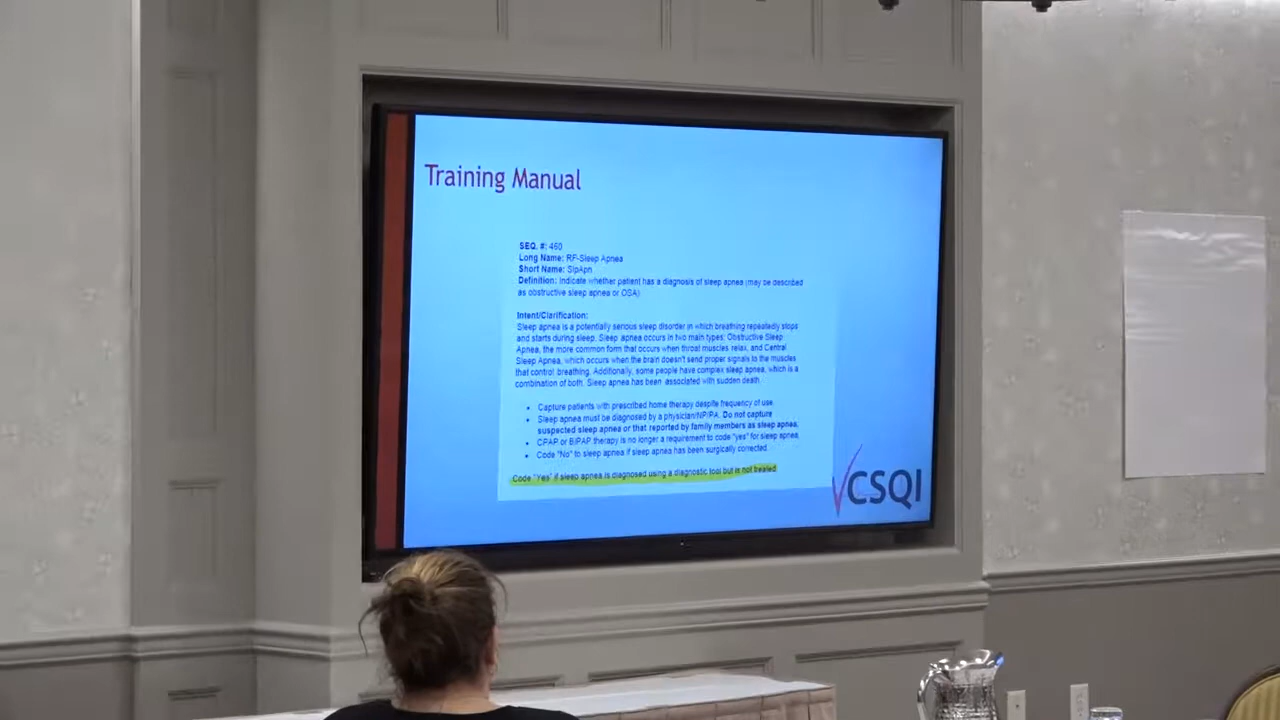 Training Manual
SEQ. #: 460
Long Name: RF-Sleep Apnea
Short Name: SlpApn
Definition: Indicate whether patient has a diagnosis of sleep apnea (may be described
as obstructive sleep apnea or OSA)
Intent/Clarification:
Sleep apnea is a potentially serious sleep disorder in which breathing repeatedly stops
and starts during sleep. Sleep apnea occurs in two main types: Obstructive Sleep
Apnea, the more common form that occurs when throat muscles relax, and Central
Sleep Apnea, which occurs when the brain doesn't send proper signals to the muscles
that control breathing. Additionally, some people have complex sleep apnea, which is a
combination of both. Sleep apnea has been associated with sudden death.
• Capture patients with prescribed home therapy despite frequency of use.
• Sleep apnea must be diagnosed by a physician/NP/PA. Do not capture
suspected sleep apnea or that reported by family members as sleep apnea.
• CPAP or BiPAP therapy is no longer a requirement to code "yes" for sleep apnea.
• Code "No" to sleep apnea if sleep apnea has been surgically corrected.
Code "Yes" if sleep apnea is diagnosed using a diagnostic tool but is not treated
VCSQI